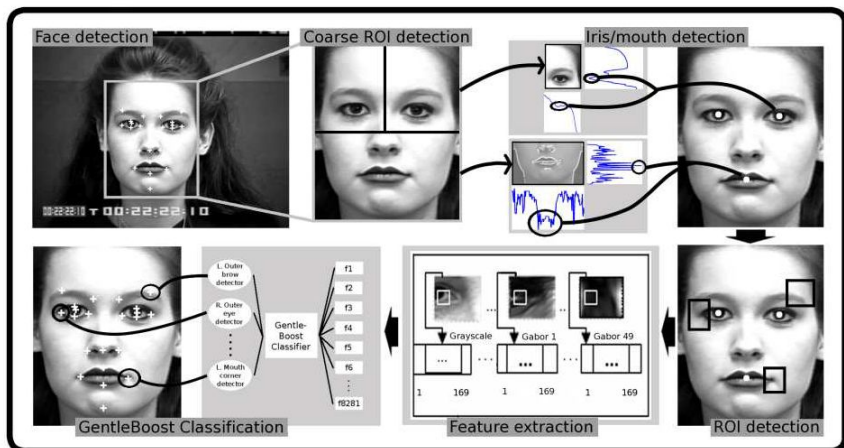 Face detection
Coarse ROI detection
Iris/mouth detection
00:22:22:10 T 00:22:22:10
L. Outer
brow
detector
R. Outer
eye
detector
L. Mouth
corner
detector
Gentle-
Boost
Classifier
f1
f2
f3
f4
f5
f6
f8281
GentleBoost Classification
...
..
Grayscale
Gabor 1
Gabor 49
...
...
...
1 169 1 169 1 169
Feature extraction
ROI detection